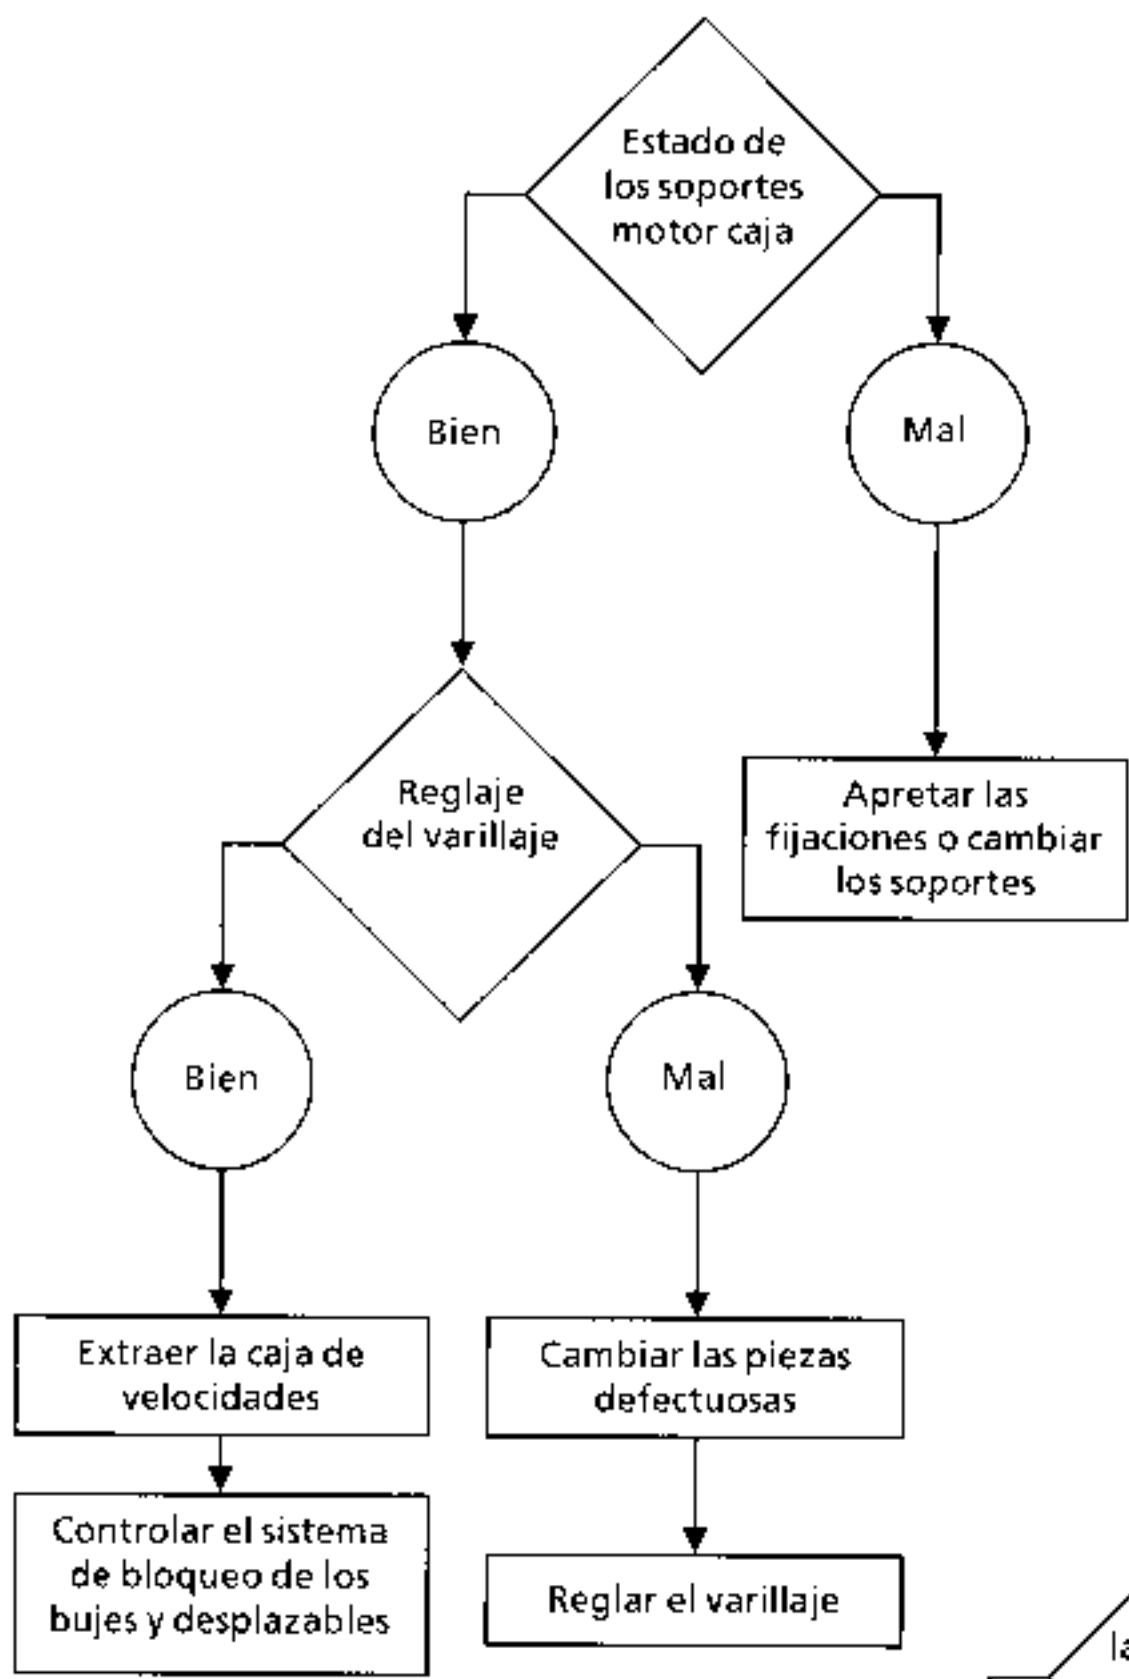 Estado de
los soportes
motor caja
Bien
Mal
Reglaje
del varillaje
Apretar las
fijaciones o cambiar
los soportes
Bien
Mal
Extraer la caja de
velocidades
Cambiar las piezas
defectuosas
Controlar el sistema
de bloqueo de los
bujes y desplazables
Reglar el varillaje